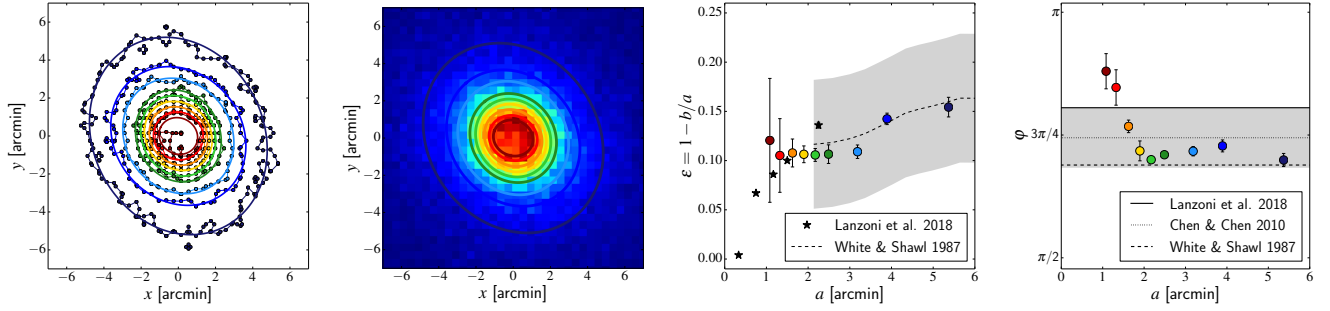 6
4
2
0
−2
−4
−6
y [arcmin]
−6 −4 −2 0 2 4 6
x [arcmin]
6
4
2
0
−2
−4
−6
y [arcmin]
−6 −4 −2 0 2 4 6
x [arcmin]
0.25
0.20
0.15
0.10
0.05
0.00
ε = 1 − b/a
Lanzoni et al. 2018
White & Shawl 1987
0 1 2 3 4 5 6
a [arcmin]
π
3π/4
π/2
φ
Lanzoni et al. 2018
Chen & Chen 2010
White & Shawl 1987
0 1 2 3 4 5 6
a [arcmin]